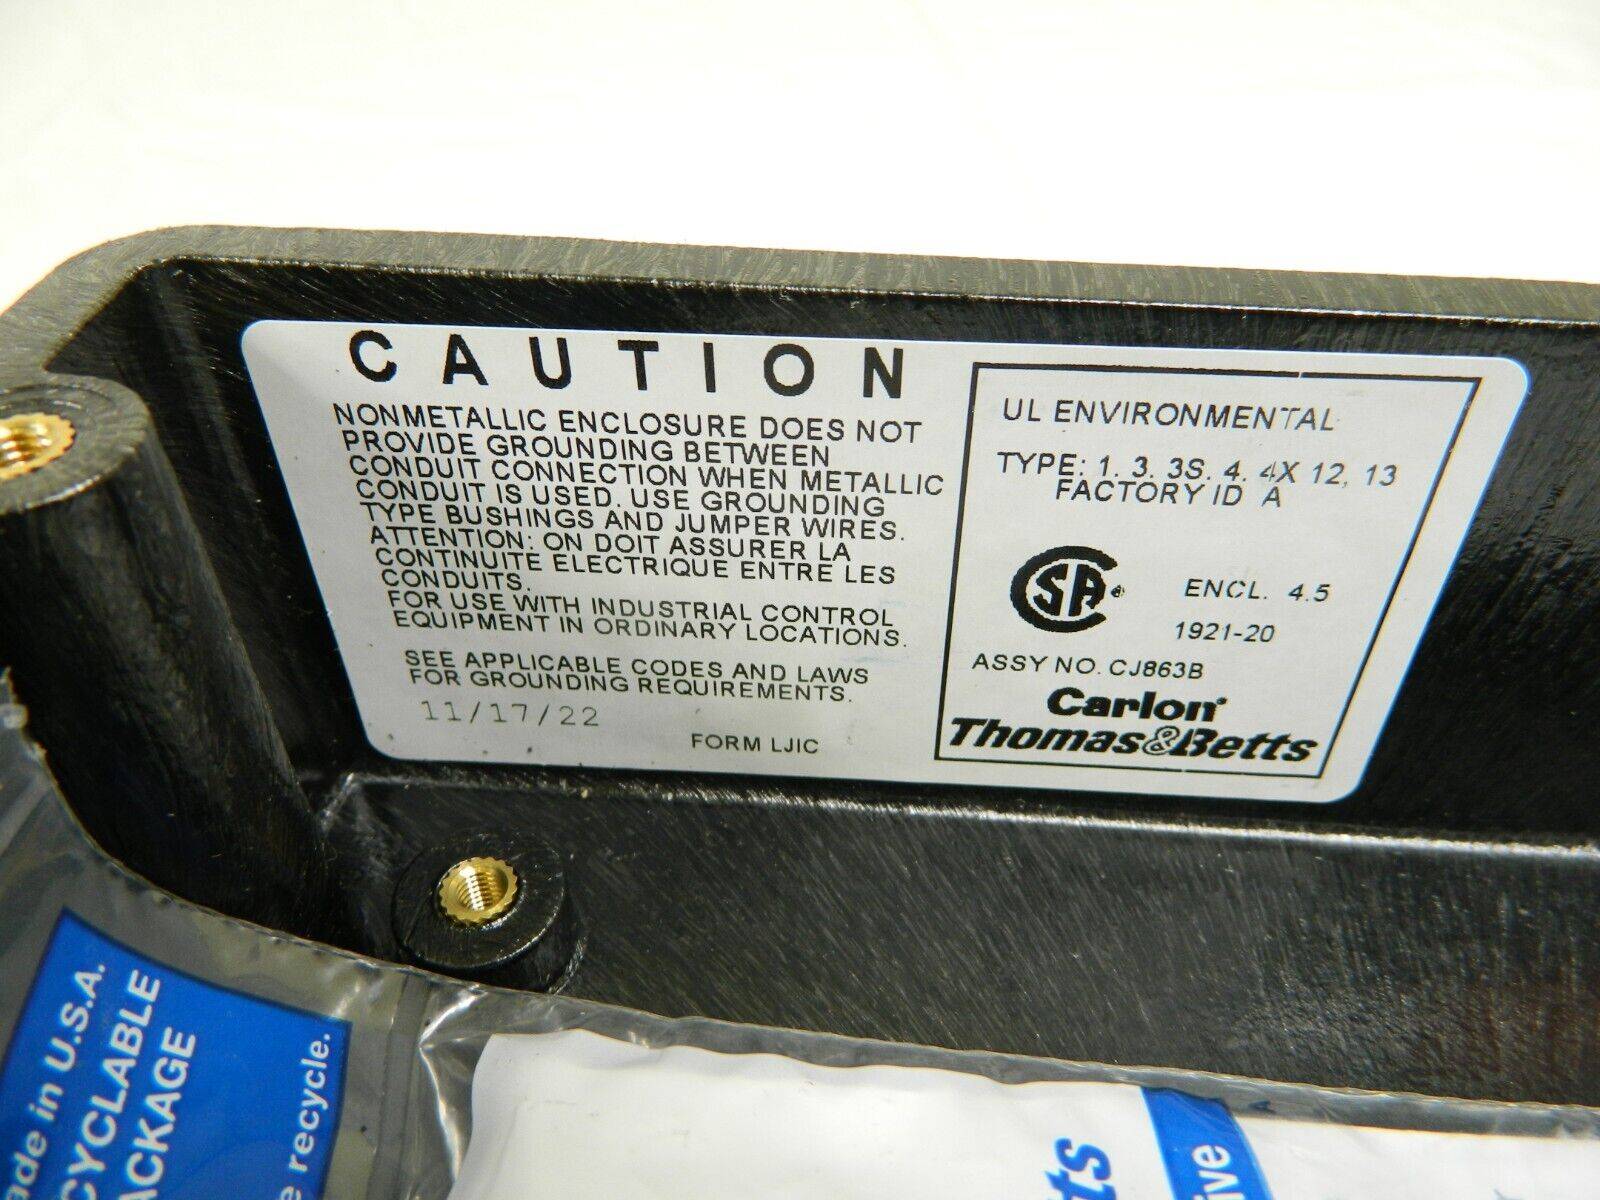 CAUTION
NONMETALLIC ENCLOSURE DOES NOT
PROVIDE GROUNDING BETWEEN
CONDUIT CONNECTION WHEN METALLIC
CONDUIT IS USED. USE GROUNDING
TYPE BUSHINGS AND JUMPER WIRES.
ATTENTION: ON DOIT ASSURER LA
CONTINUITE ELECTRIQUE ENTRE LES
CONDUITS.
FOR USE WITH INDUSTRIAL CONTROL
EQUIPMENT IN ORDINARY LOCATIONS.
SEE APPLICABLE CODES AND LAWS
FOR GROUNDING REQUIREMENTS.
11/17/22
FORM LJIC
UL ENVIRONMENTAL
TYPE: 1. 3. 3S. 4. 4X 12, 13
FACTORY ID A
CSA®
ENCL. 4.5
1921-20
ASSY NO. CJ863B
Carlon®
Thomas&Betts
ade in U.S.A.
CYCLABLE
ACKAGE
e recycle.
etts
ive